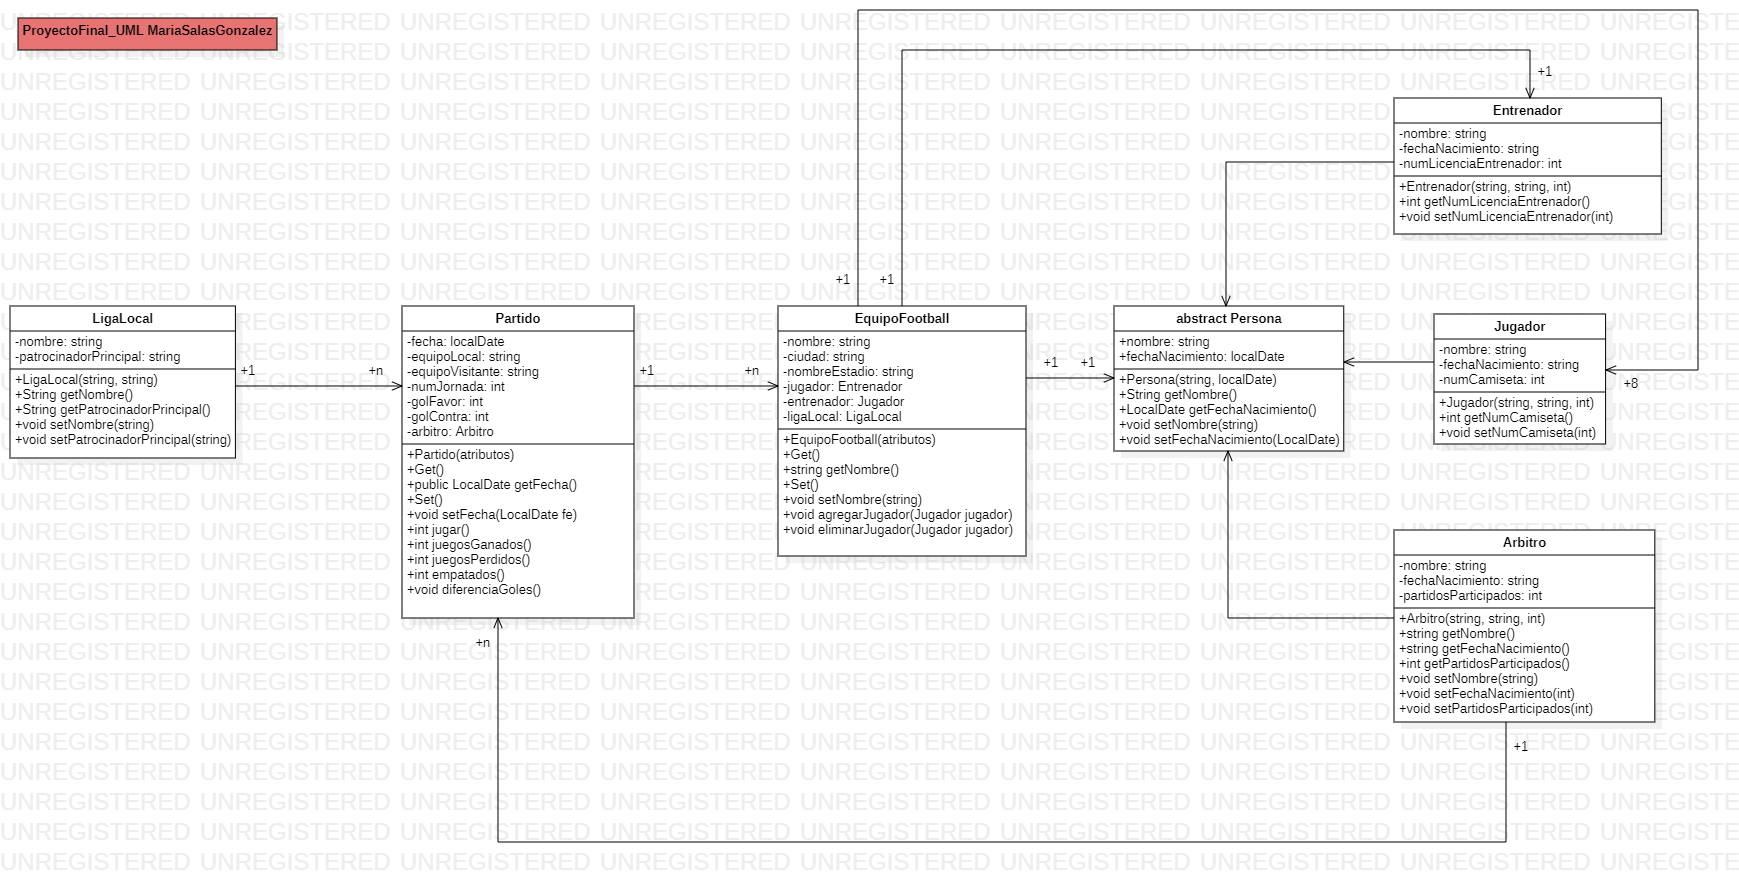 ProyectoFinal_UML MariaSalasGonzalez
+1
Entrenador
-nombre: string
-fechaNacimiento: string
-numLicenciaEntrenador: int
+Entrenador(string, string, int)
+int getNumLicenciaEntrenador()
+void setNumLicenciaEntrenador(int)
+1
+1
LigaLocal
-nombre: string
-patrocinadorPrincipal: string
+LigaLocal(string, string)
+String getNombre()
+String getPatrocinadorPrincipal()
+void setNombre(string)
+void setPatrocinadorPrincipal(string)
+1
+n
Partido
-fecha: localDate
-equipoLocal: string
-equipoVisitante: string
-numJornada: int
-golFavor: int
-golContra: int
-arbitro: Arbitro
+Partido(atributos)
+Get()
+public LocalDate getFecha()
+Set()
+void setFecha(LocalDate fe)
+int jugar()
+int juegosGanados()
+int juegosPerdidos()
+int empatados()
+void diferenciaGoles()
+n
+1
+n
EquipoFootball
-nombre: string
-ciudad: string
-nombreEstadio: string
-jugador: Entrenador
-entrenador: Jugador
-ligaLocal: LigaLocal
+EquipoFootball(atributos)
+Get()
+string getNombre()
+Set()
+void setNombre(string)
+void agregarJugador(Jugador jugador)
+void eliminarJugador(Jugador jugador)
+1
+1
abstract Persona
+nombre: string
+fechaNacimiento: localDate
+Persona(string, localDate)
+String getNombre()
+LocalDate getFechaNacimiento()
+void setNombre(string)
+void setFechaNacimiento(LocalDate)
Jugador
-nombre: string
-fechaNacimiento: string
-numCamiseta: int
+Jugador(string, string, int)
+int getNumCamiseta()
+void setNumCamiseta(int)
+8
Arbitro
-nombre: string
-fechaNacimiento: string
-partidosParticipados: int
+Arbitro(string, string, int)
+string getNombre()
+string getFechaNacimiento()
+int getPartidosParticipados()
+void setNombre(string)
+void setFechaNacimiento(int)
+void setPartidosParticipados(int)
+1
UNREGISTERED